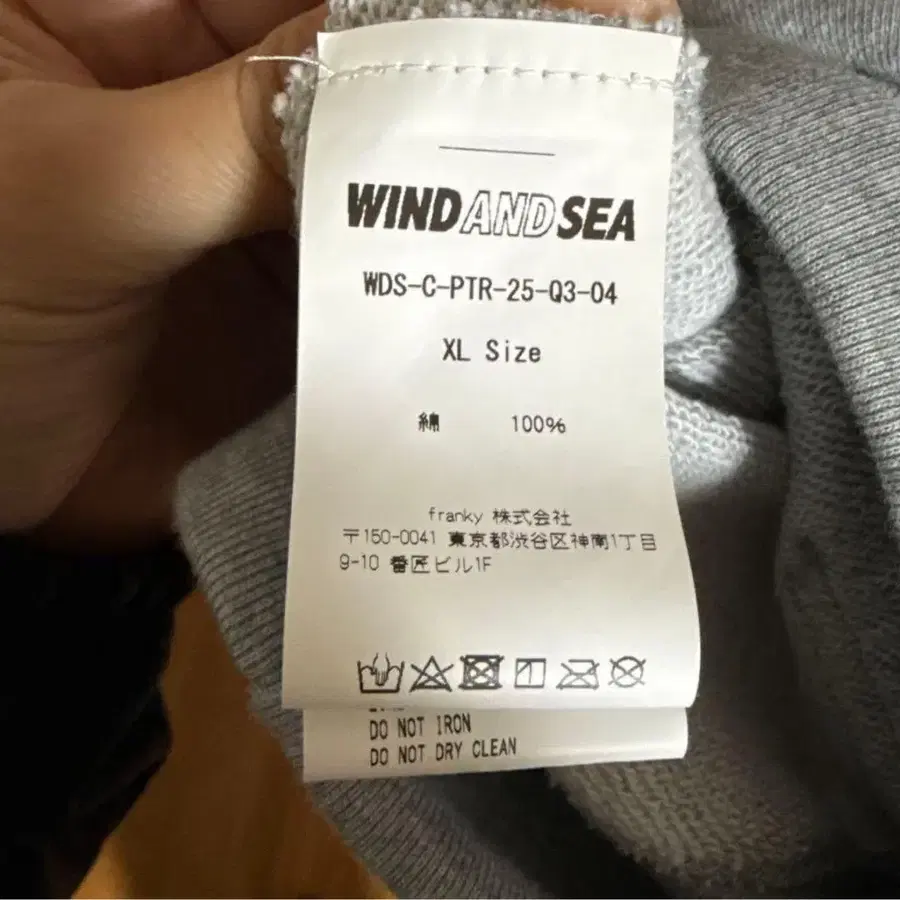 WINDANDSEA
WDS-C-PTR-25-Q3-04
XL Size
綿 100%
franky 株式会社
〒150-0041 東京都渋谷区神南1丁目
9-10 番匠ビル1F
DO NOT IRON
DO NOT DRY CLEAN